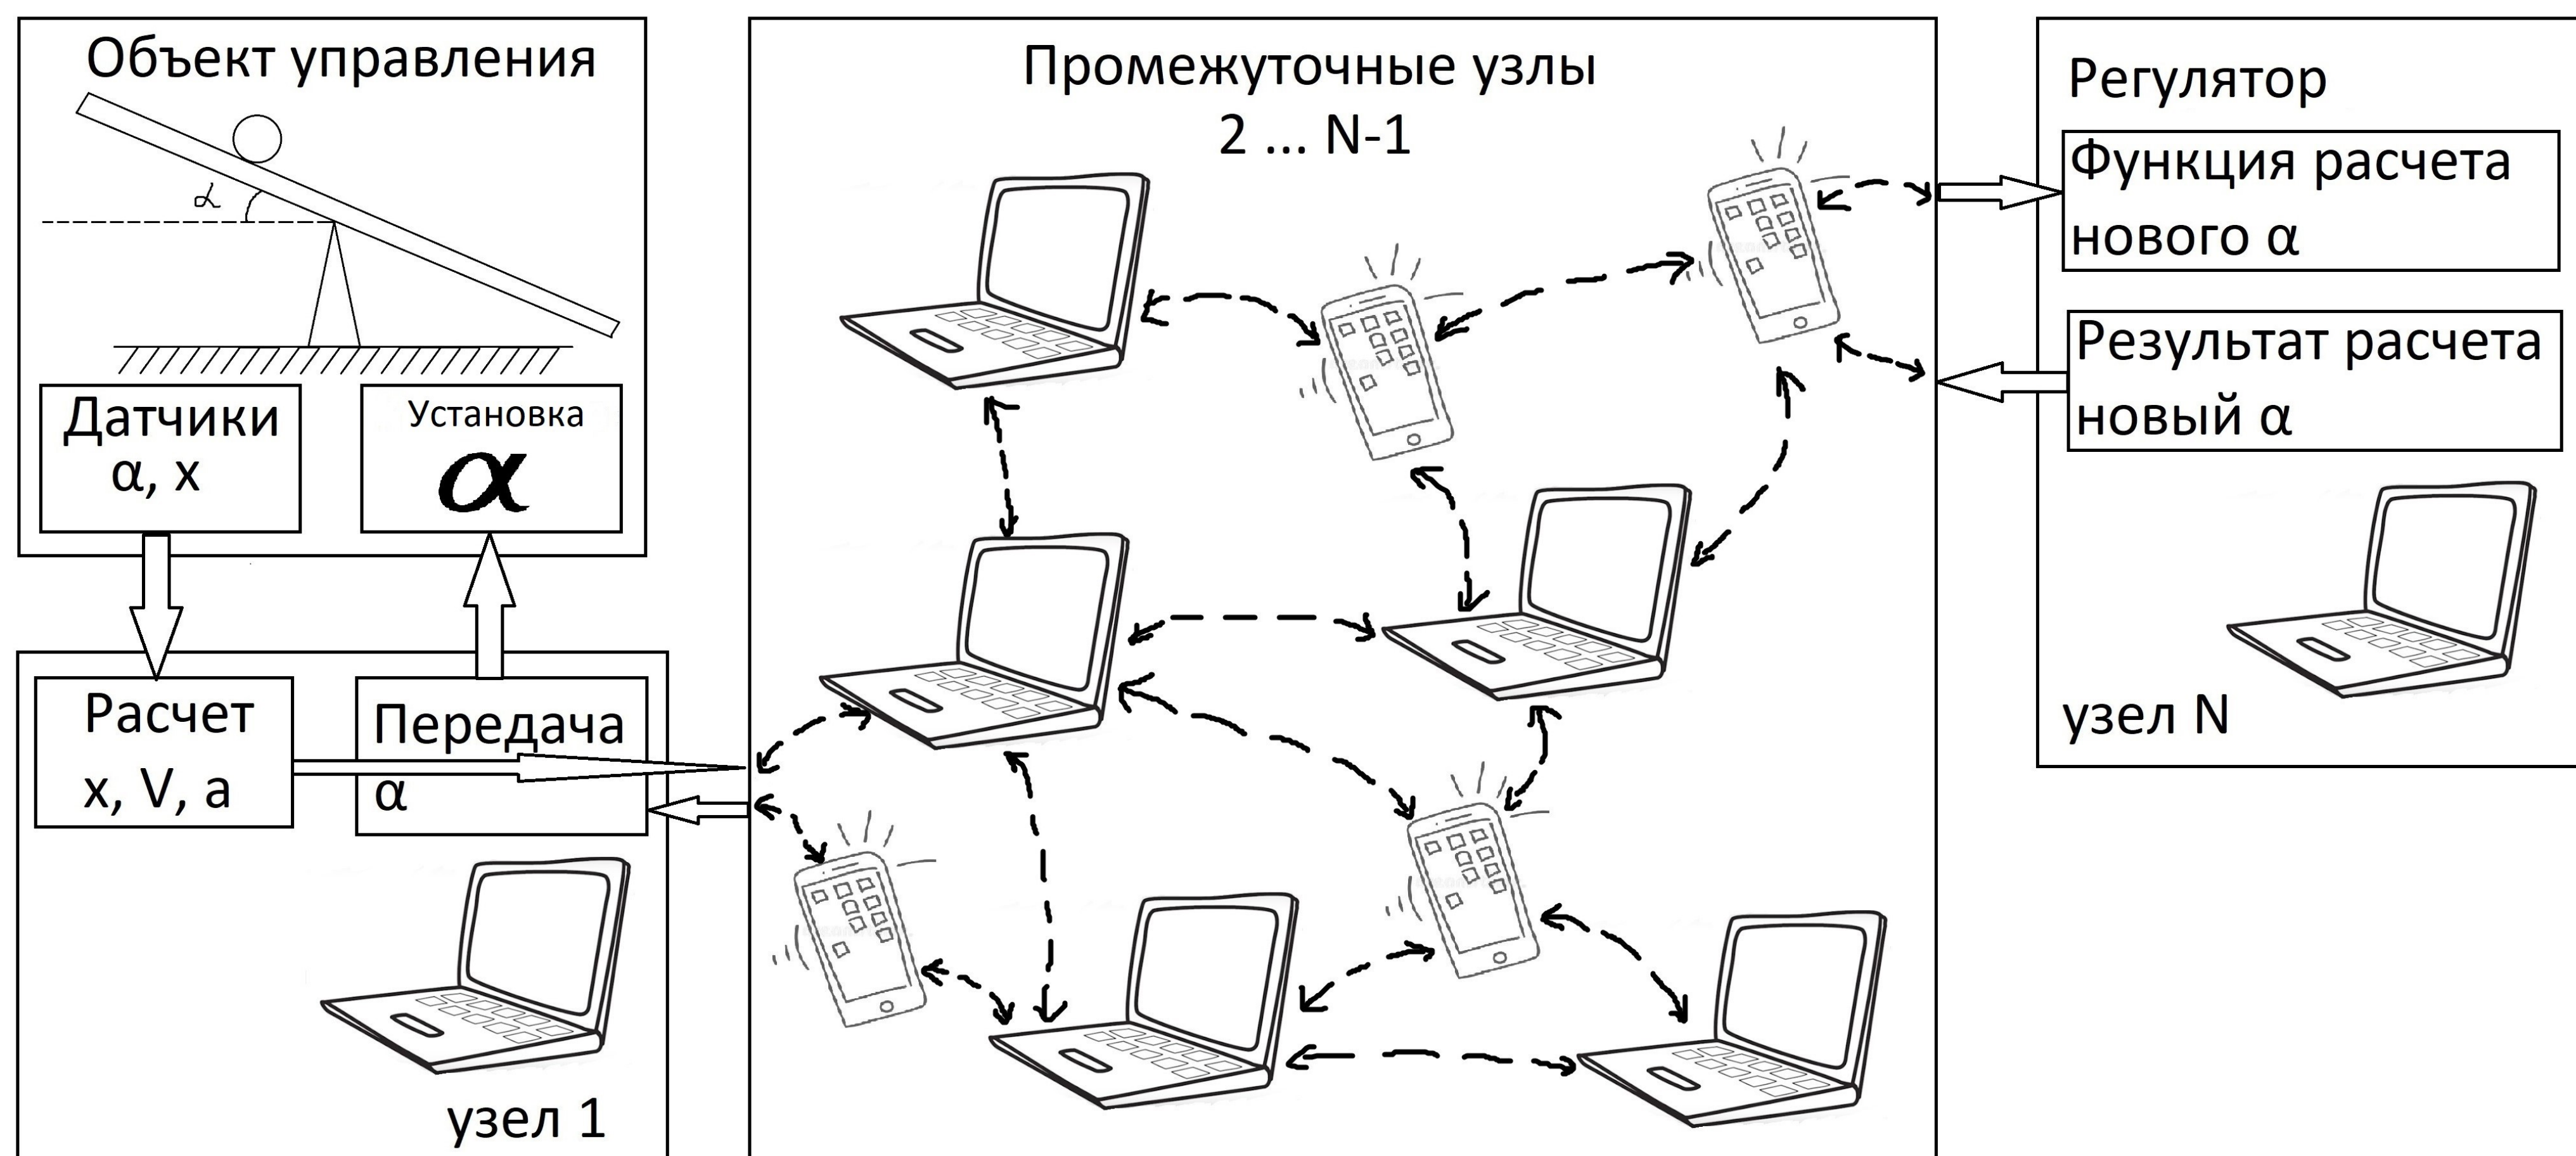 Объект управления
α
Датчики
α, x
Установка
α
Расчет
x, V, a
Передача
α
узел 1
Промежуточные узлы
2 ... N-1
Регулятор
Функция расчета
нового α
Результат расчета
новый α
узел N